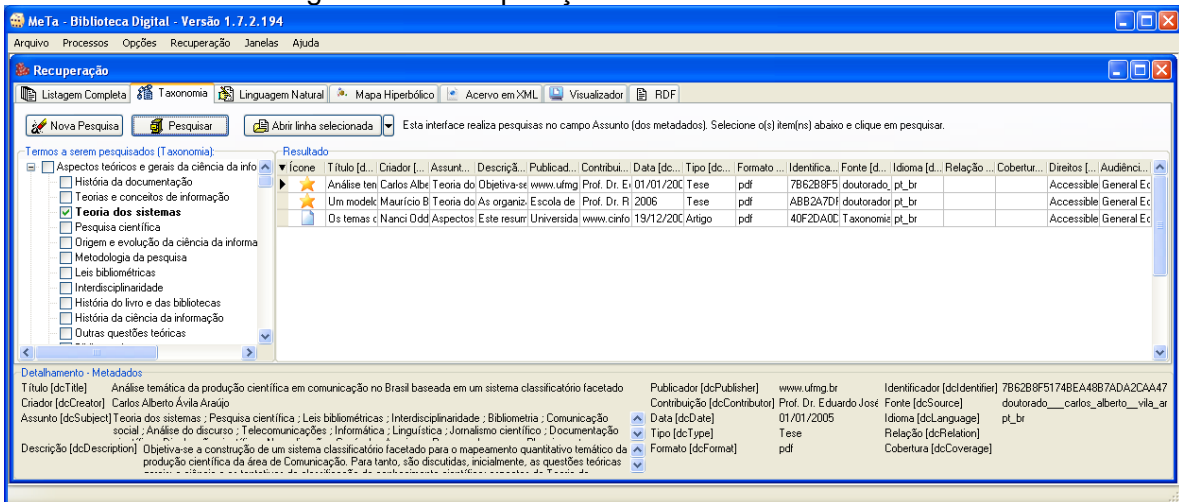 MeTa - Biblioteca Digital - Versão 1.7.2.194
Arquivo Processos Opções Recuperação Janelas Ajuda
Recuperação
Listagem Completa Taxonomia Linguagem Natural Mapa Hiperbólico Acervo em XML Visualizador RDF
Nova Pesquisa Pesquisar Abrir linha selecionada Esta interface realiza pesquisas no campo Assunto (dos metadados). Selecione o(s) item(ns) abaixo e clique em pesquisar.
Termos a serem pesquisados (Taxonomia): Resultado
Aspectos teóricos e gerais da ciência da info Ícone Título [d... Criador [... Assunt... Descriçã... Publicad... Contribui... Data [dc... Tipo [dc... Formato ... Identifica... Fonte [d... Idioma [d... Relação ... Cobertur... Direitos [... Audiênci...
História da documentação Análise ten Carlos Albe Teoria do Objetiva-se www.ufmg Prof. Dr. E 01/01/200 Tese pdf 7B62B8F5 doutorado_ pt_br Accessible General Ec
Teorias e conceitos de informação Um modelo Maurício B Teoria do As organiz Escola de Prof. Dr. R 2006 Tese pdf ABB2A7DF doutorador pt_br Accessible General Ec
Teoria dos sistemas Os temas c Nanci Odd Aspectos Este resum Universida www.cinfo 19/12/200 Artigo pdf 40F2DA0D Taxonomia pt_br Accessible General Ec
Pesquisa científica
Origem e evolução da ciência da informa
Metodologia da pesquisa
Leis bibliométricas
Interdisciplinaridade
História do livro e das bibliotecas
História da ciência da informação
Outras questões teóricas
Detalhamento - Metadados
Título [dcTitle] Análise temática da produção científica em comunicação no Brasil baseada em um sistema classificatório facetado Publicador [dcPublisher] www.ufmg.br Identificador [dcIdentifier] 7B62B8F5174BEA48B7ADA2CAA47
Criador [dcCreator] Carlos Alberto Ávila Araújo Contribuição [dcContributor] Prof. Dr. Eduardo José Fonte [dcSource] doutorado___carlos_alberto__vila_ar
Assunto [dcSubject] Teoria dos sistemas ; Pesquisa científica ; Leis bibliométricas ; Interdisciplinaridade ; Bibliometria ; Comunicação Data [dcDate] 01/01/2005 Idioma [dcLanguage] pt_br
social ; Análise do discurso ; Telecomunicações ; Informática ; Linguística ; Jornalismo científico ; Documentação Tipo [dcType] Tese Relação [dcRelation]
Descrição [dcDescription] Objetiva-se a construção de um sistema classificatório facetado para o mapeamento quantitativo temático da Formato [dcFormat] pdf Cobertura [dcCoverage]
produção científica da área de Comunicação. Para tanto, são discutidas, inicialmente, as questões teóricas